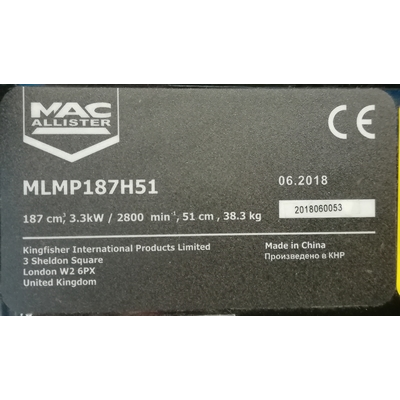 MAC
ALLISTER
CE
MLMP187H51
06.2018
187 cm³, 3.3kW / 2800 min⁻¹, 51 cm, 38.3 kg
2018060053
Kingfisher International Products Limited
3 Sheldon Square
London W2 6PX
United Kingdom
Made in China
Произведено в КНР